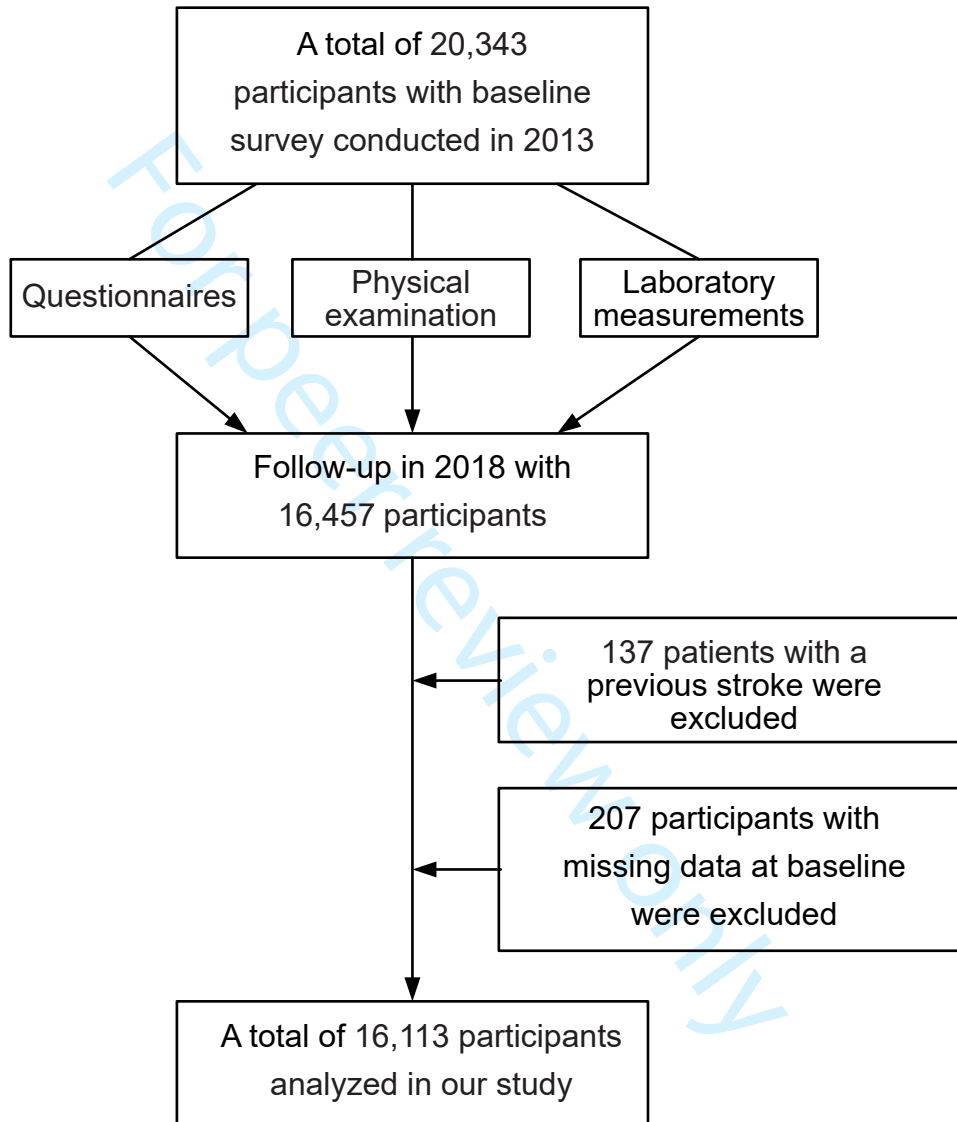 A total of 20,343
participants with baseline
survey conducted in 2013
Questionnaires
Physical
examination
Laboratory
measurements
Follow-up in 2018 with
16,457 participants
137 patients with a
previous stroke were
excluded
207 participants with
missing data at baseline
were excluded
A total of 16,113 participants
analyzed in our study
For peer review only